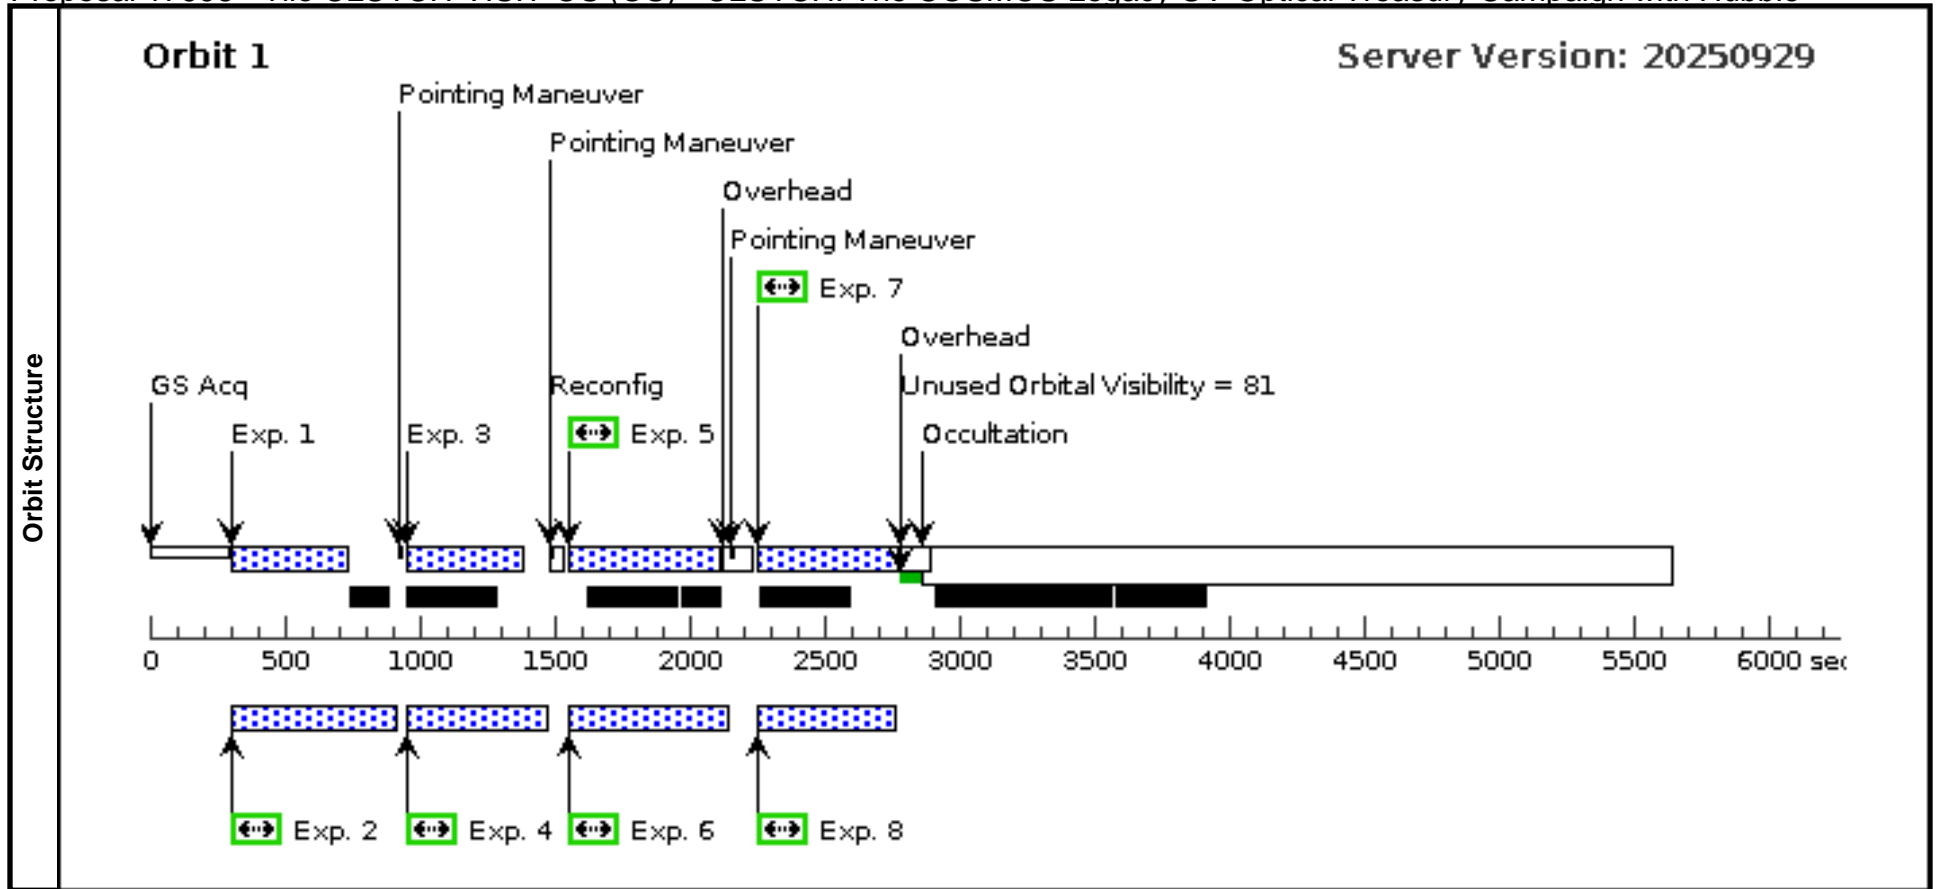 Orbit 1
Server Version: 20250929
Pointing Maneuver
Pointing Maneuver
Overhead
Pointing Maneuver
Exp. 7
Overhead
GS Acq
Reconfig
Unused Orbital Visibility = 81
Exp. 1
Exp. 3
Exp. 5
Occultation
Orbit Structure
0 500 1000 1500 2000 2500 3000 3500 4000 4500 5000 5500 6000 sec
Exp. 2
Exp. 4
Exp. 6
Exp. 8